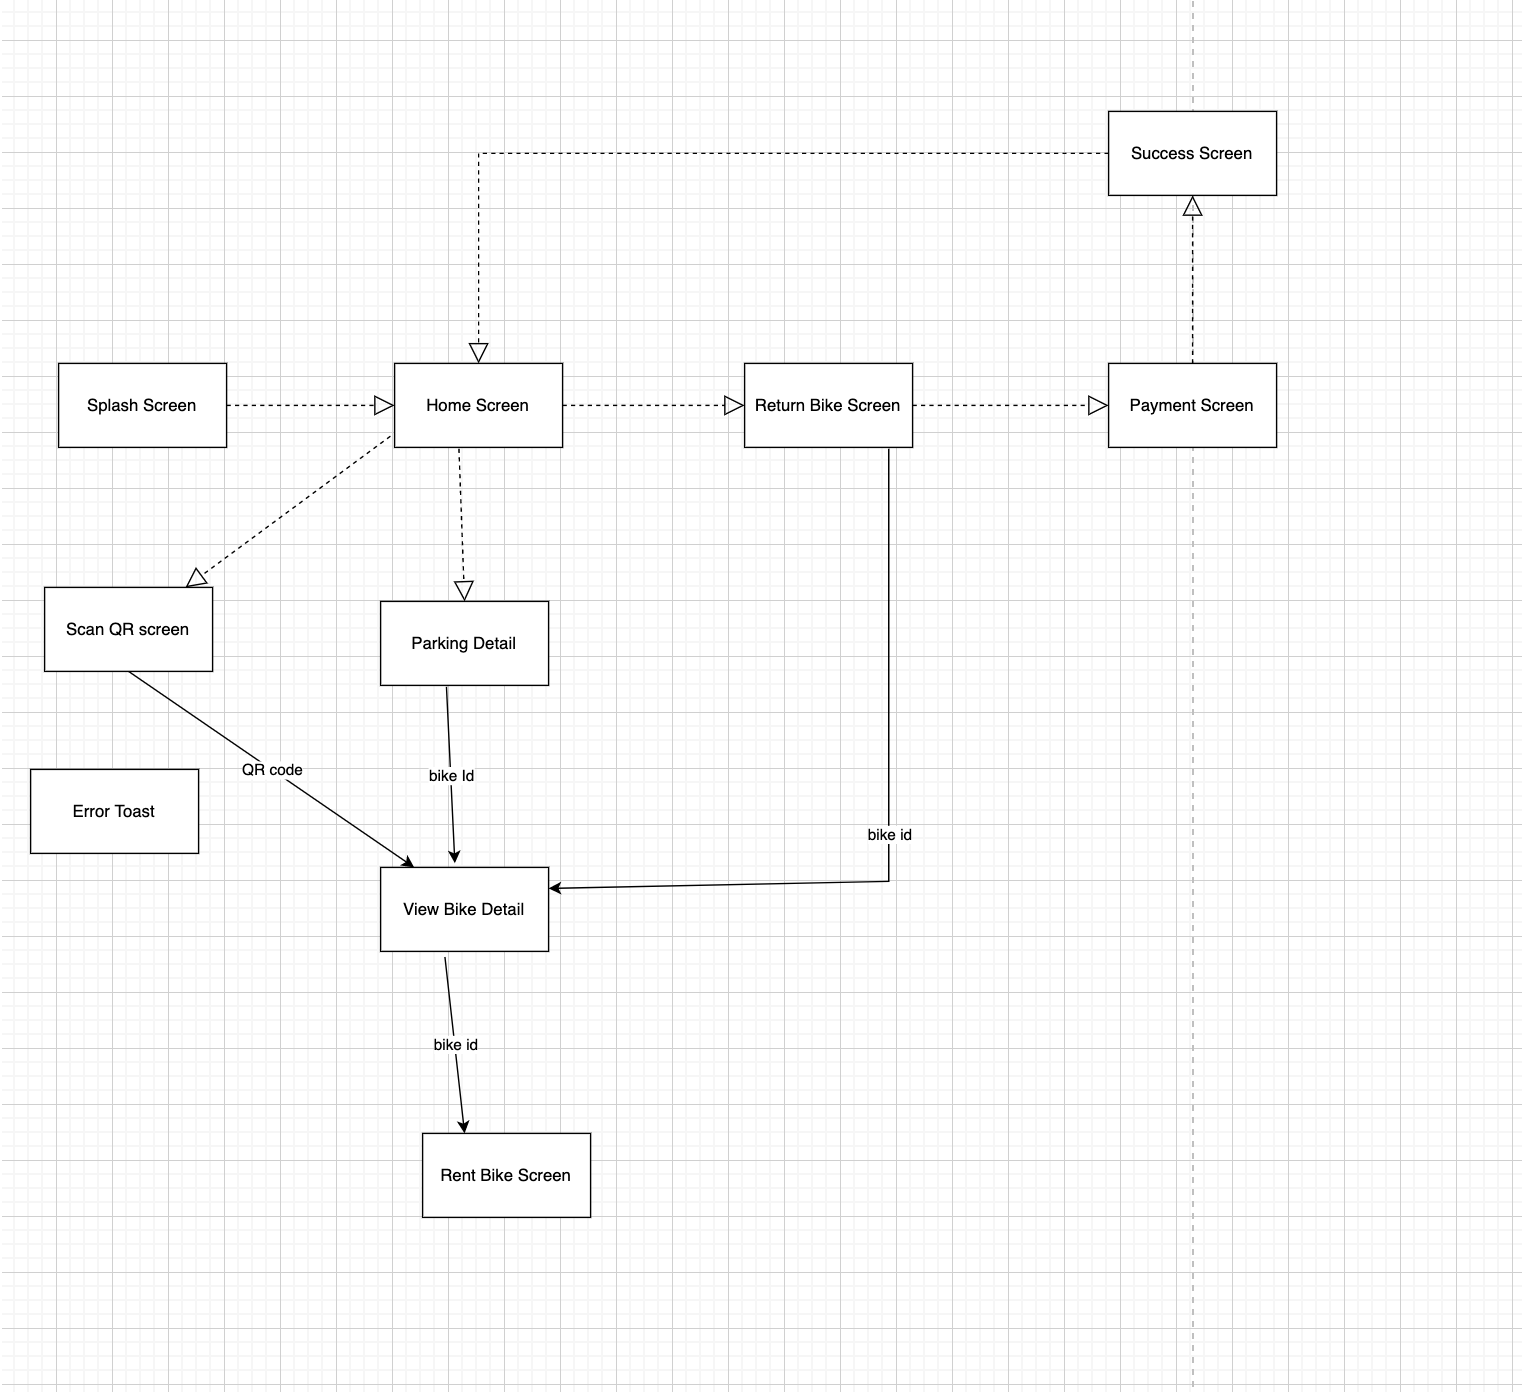 Success Screen
Splash Screen
Home Screen
Return Bike Screen
Payment Screen
Scan QR screen
Parking Detail
QR code
bike Id
Error Toast
bike id
View Bike Detail
bike id
Rent Bike Screen